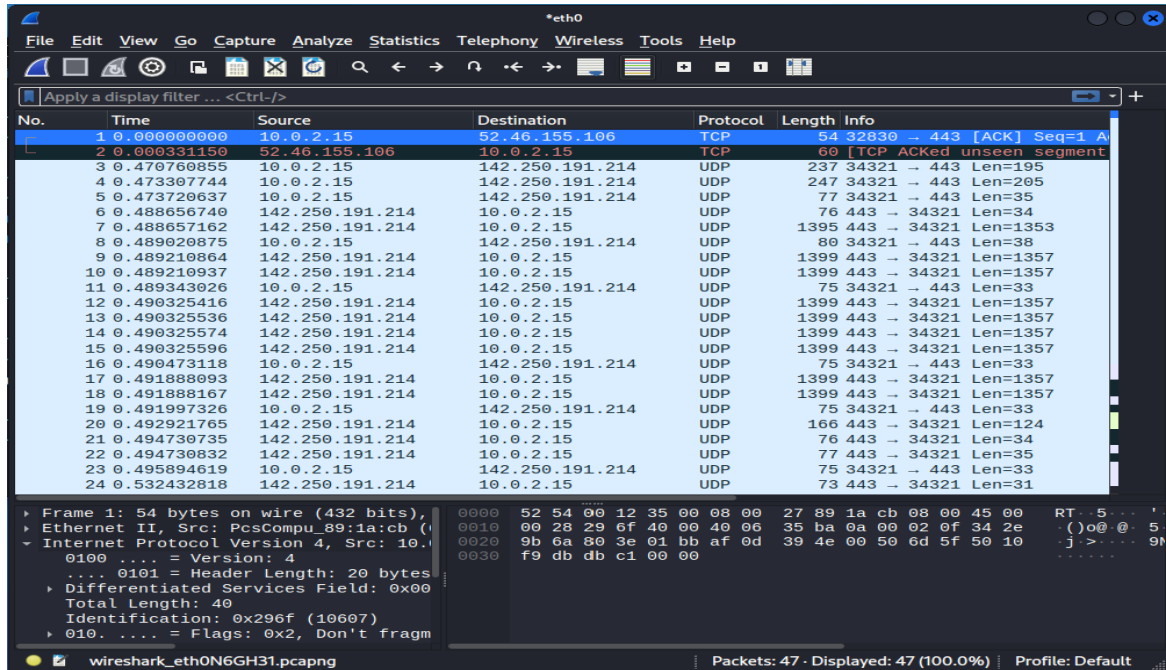 *eth0
File Edit View Go Capture Analyze Statistics Telephony Wireless Tools Help
Apply a display filter ... <Ctrl-/>
No. Time Source Destination Protocol Length Info
1 0.000000000 10.0.2.15 52.46.155.106 TCP 54 32830 → 443 [ACK] Seq=1 A
2 0.000331150 52.46.155.106 10.0.2.15 TCP 60 [TCP ACKed unseen segment
3 0.470760855 10.0.2.15 142.250.191.214 UDP 237 34321 → 443 Len=195
4 0.473307744 10.0.2.15 142.250.191.214 UDP 247 34321 → 443 Len=205
5 0.473720637 10.0.2.15 142.250.191.214 UDP 77 34321 → 443 Len=35
6 0.488656740 142.250.191.214 10.0.2.15 UDP 76 443 → 34321 Len=34
7 0.488657162 142.250.191.214 10.0.2.15 UDP 1395 443 → 34321 Len=1353
8 0.489020875 10.0.2.15 142.250.191.214 UDP 80 34321 → 443 Len=38
9 0.489210864 142.250.191.214 10.0.2.15 UDP 1399 443 → 34321 Len=1357
10 0.489210937 142.250.191.214 10.0.2.15 UDP 1399 443 → 34321 Len=1357
11 0.489343026 10.0.2.15 142.250.191.214 UDP 75 34321 → 443 Len=33
12 0.490325416 142.250.191.214 10.0.2.15 UDP 1399 443 → 34321 Len=1357
13 0.490325536 142.250.191.214 10.0.2.15 UDP 1399 443 → 34321 Len=1357
14 0.490325574 142.250.191.214 10.0.2.15 UDP 1399 443 → 34321 Len=1357
15 0.490325596 142.250.191.214 10.0.2.15 UDP 1399 443 → 34321 Len=1357
16 0.490473118 10.0.2.15 142.250.191.214 UDP 75 34321 → 443 Len=33
17 0.491888093 142.250.191.214 10.0.2.15 UDP 1399 443 → 34321 Len=1357
18 0.491888167 142.250.191.214 10.0.2.15 UDP 1399 443 → 34321 Len=1357
19 0.491997326 10.0.2.15 142.250.191.214 UDP 75 34321 → 443 Len=33
20 0.492921765 142.250.191.214 10.0.2.15 UDP 166 443 → 34321 Len=124
21 0.494730735 142.250.191.214 10.0.2.15 UDP 76 443 → 34321 Len=34
22 0.494730832 142.250.191.214 10.0.2.15 UDP 77 443 → 34321 Len=35
23 0.495894619 10.0.2.15 142.250.191.214 UDP 75 34321 → 443 Len=33
24 0.532432818 142.250.191.214 10.0.2.15 UDP 73 443 → 34321 Len=31
Frame 1: 54 bytes on wire (432 bits),
Ethernet II, Src: PcsCompu_89:1a:cb (
Internet Protocol Version 4, Src: 10.
0100 .... = Version: 4
.... 0101 = Header Length: 20 bytes
Differentiated Services Field: 0x00
Total Length: 40
Identification: 0x296f (10607)
010. .... = Flags: 0x2, Don't fragm
0000 52 54 00 12 35 00 08 00 27 89 1a cb 08 00 45 00 RT··5··· '·
0010 00 28 29 6f 40 00 40 06 35 ba 0a 00 02 0f 34 2e ·()o@·@· 5·
0020 9b 6a 80 3e 01 bb af 0d 39 4e 00 50 6d 5f 50 10 ·j·>···· 9N
0030 f9 db db c1 00 00 ······
wireshark_eth0N6GH31.pcapng
Packets: 47 · Displayed: 47 (100.0%)
Profile: Default